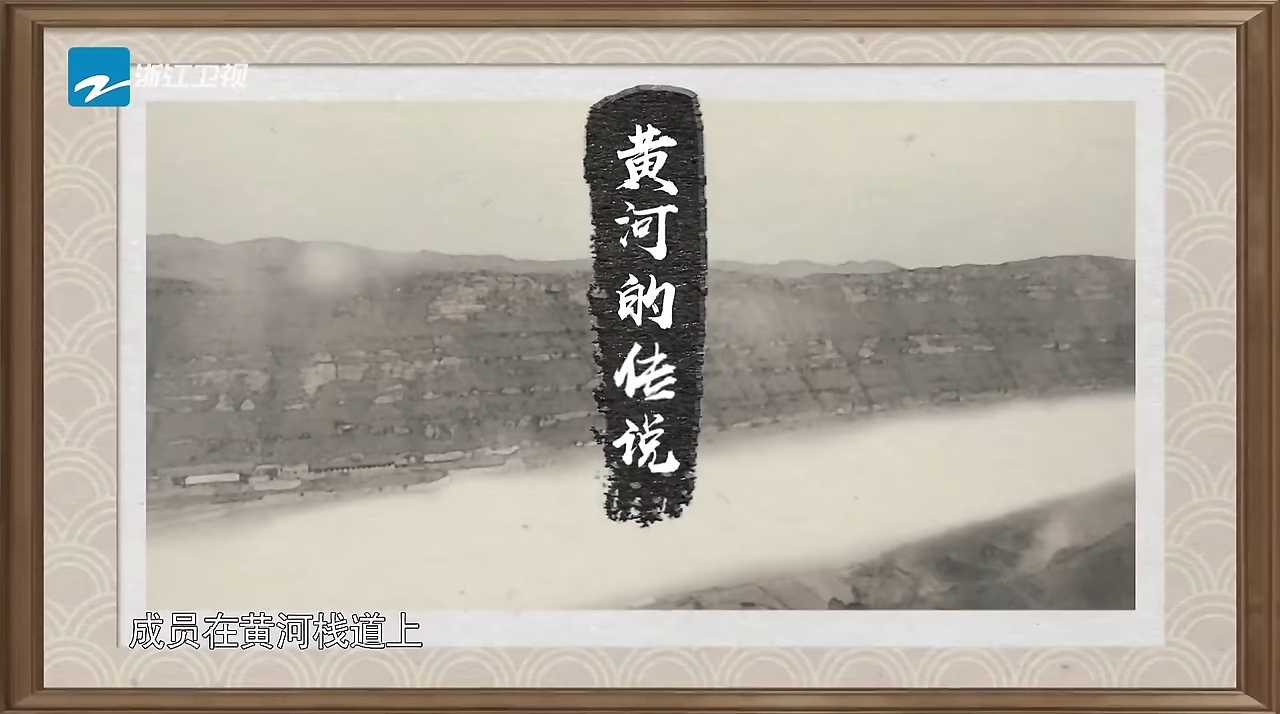 浙江卫视
黄河的传说
成员在黄河栈道上